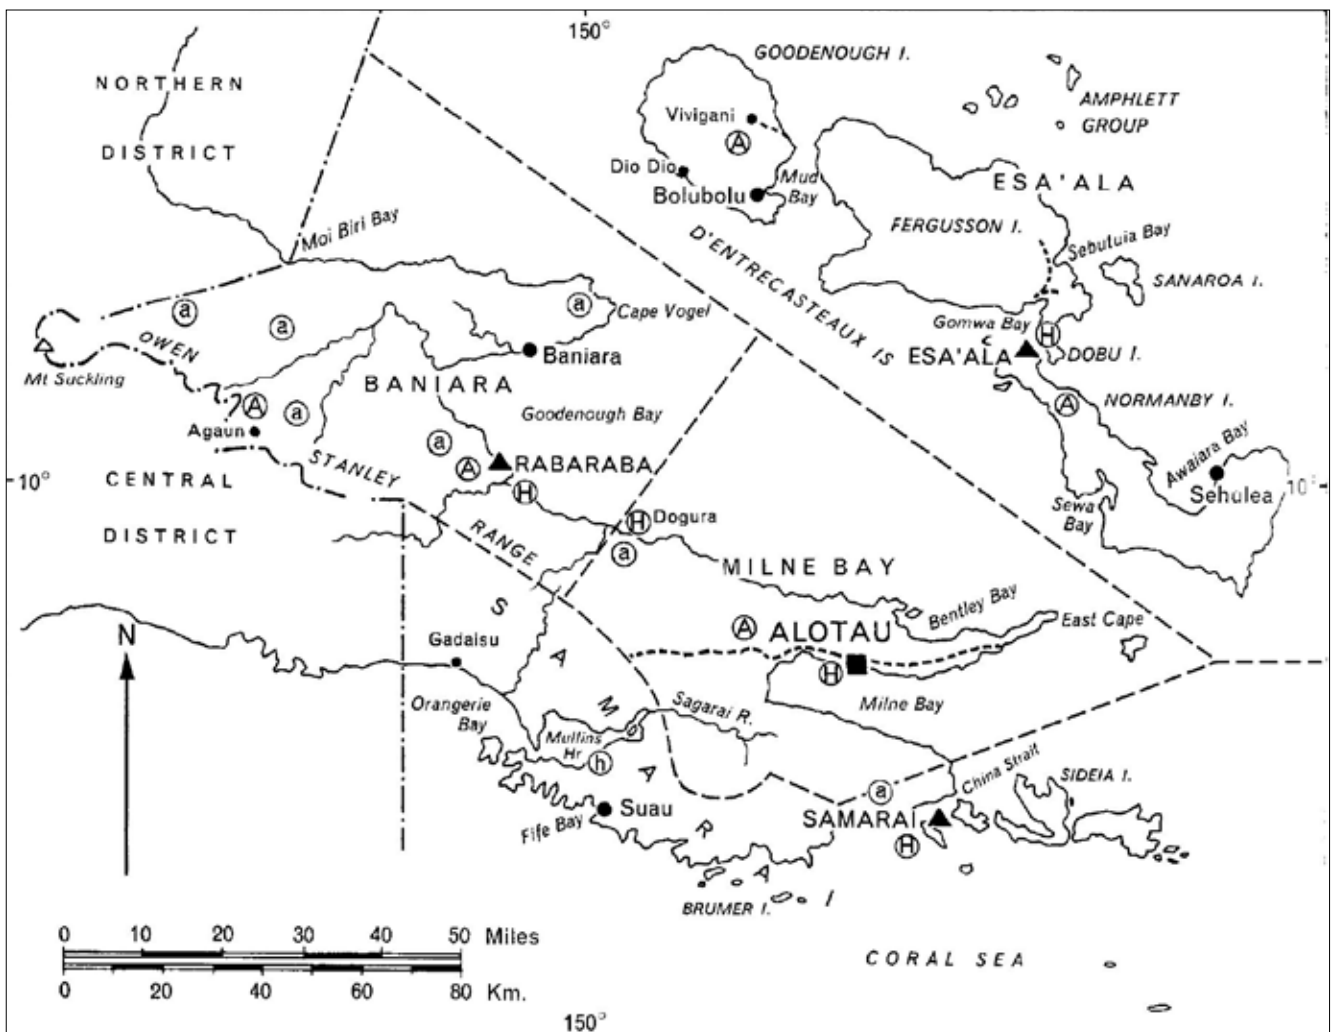 150°
GOODENOUGH I.
NORTHERN
DISTRICT
Vivigani
A
AMPHLETT
GROUP
Dio Dio
Mud
Bay
Bolubolu
ESA'ALA
Moi Biri Bay
FERGUSSON I.
Sebutuia Bay
D'ENTRECASTEAUX IS
SANAROA I.
a
a
a
Cape Vogel
Gomwa Bay
H
OWEN
Baniara
ESA'ALA
DOBU I.
Mt Suckling
BANIARA
NORMANBY I.
A
a
A
Goodenough Bay
Agaun
a
A
STANLEY
RABARABA
Awaiara Bay
10°
CENTRAL
DISTRICT
H
Sehulea
10°
Sewa
Bay
RANGE
H
Dogura
a
MILNE BAY
Bentley Bay
East Cape
A
ALOTAU
N
Gadaisu
H
Milne Bay
Orangerie
Bay
Sagarai R.
Mullins
Hr
h
China Strait
SIDEIA I.
a
Suau
Fife Bay
SAMARAI
H
SAMARAI
BRUMER I.
CORAL SEA
0 10 20 30 40 50 Miles
0 20 40 60 80 Km.
150°